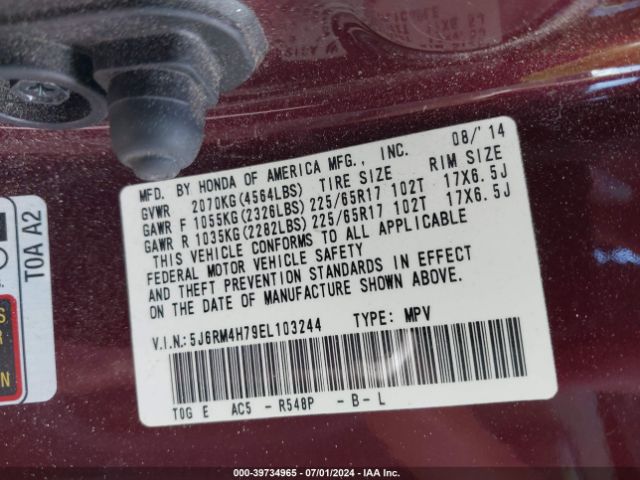 08/'14
MFD. BY HONDA OF AMERICA MFG., INC.
GVWR 2070KG(4564LBS) TIRE SIZE RIM SIZE
GAWR F 1055KG(2326LBS) 225/65R17 102T 17X6.5J
GAWR R 1035KG(2282LBS) 225/65R17 102T 17X6.5J
THIS VEHICLE CONFORMS TO ALL APPLICABLE
FEDERAL MOTOR VEHICLE SAFETY
AND THEFT PREVENTION STANDARDS IN EFFECT
ON THE DATE OF MANUFACTURE SHOWN ABOVE.
V.I.N.:5J6RM4H79EL103244 TYPE: MPV
TOG E AC5 - R548P - B - L
TOA A2
000-39734965 - 07/01/2024 - IAA Inc.